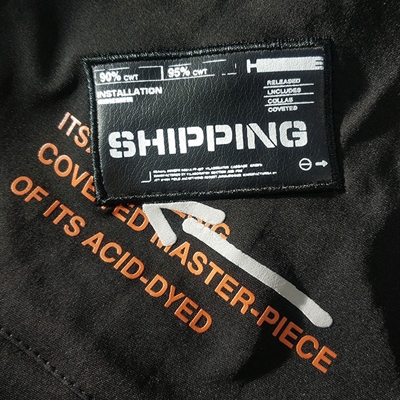 90% CWT 95% CWT
INSTALLATION
RELEASED
LNCLUDES
COLLAS
COVETED
SHIPPING
ITS
COVETED MASTER-PIECE
OF ITS ACID-DYED